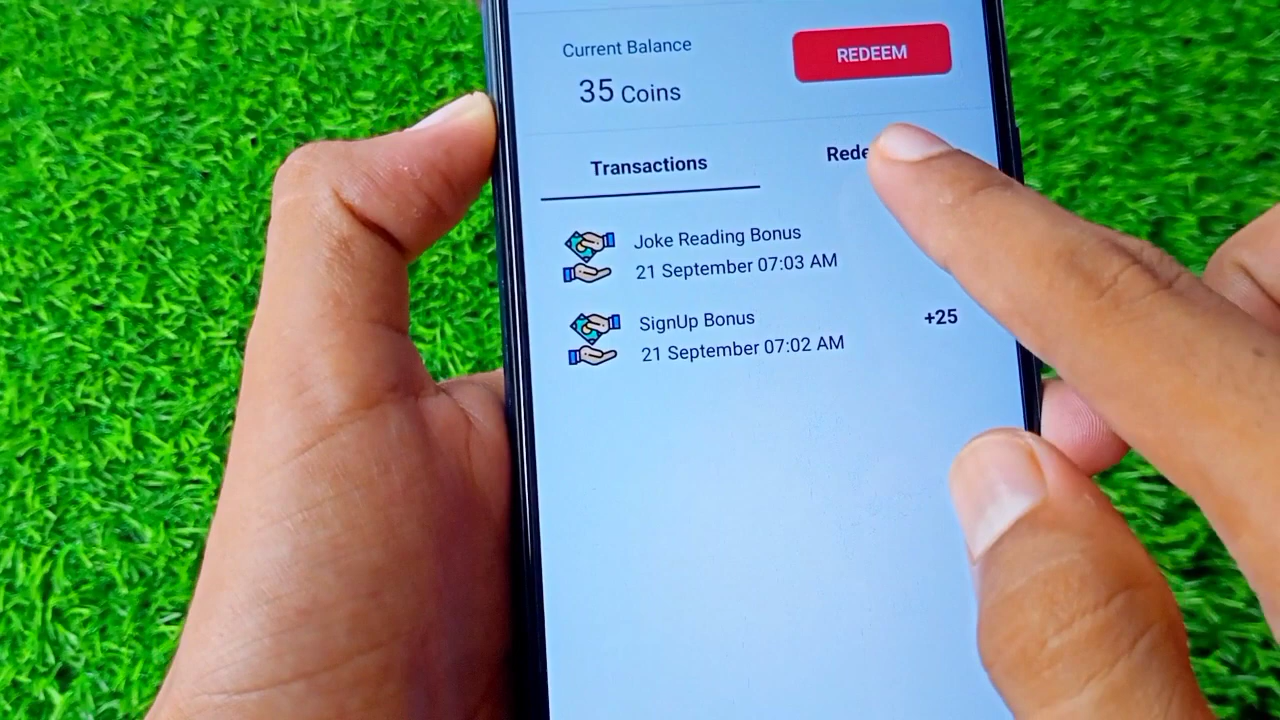 Current Balance
REDEEM
35 Coins
Transactions
Joke Reading Bonus
21 September 07:03 AM
SignUp Bonus
+25
21 September 07:02 AM